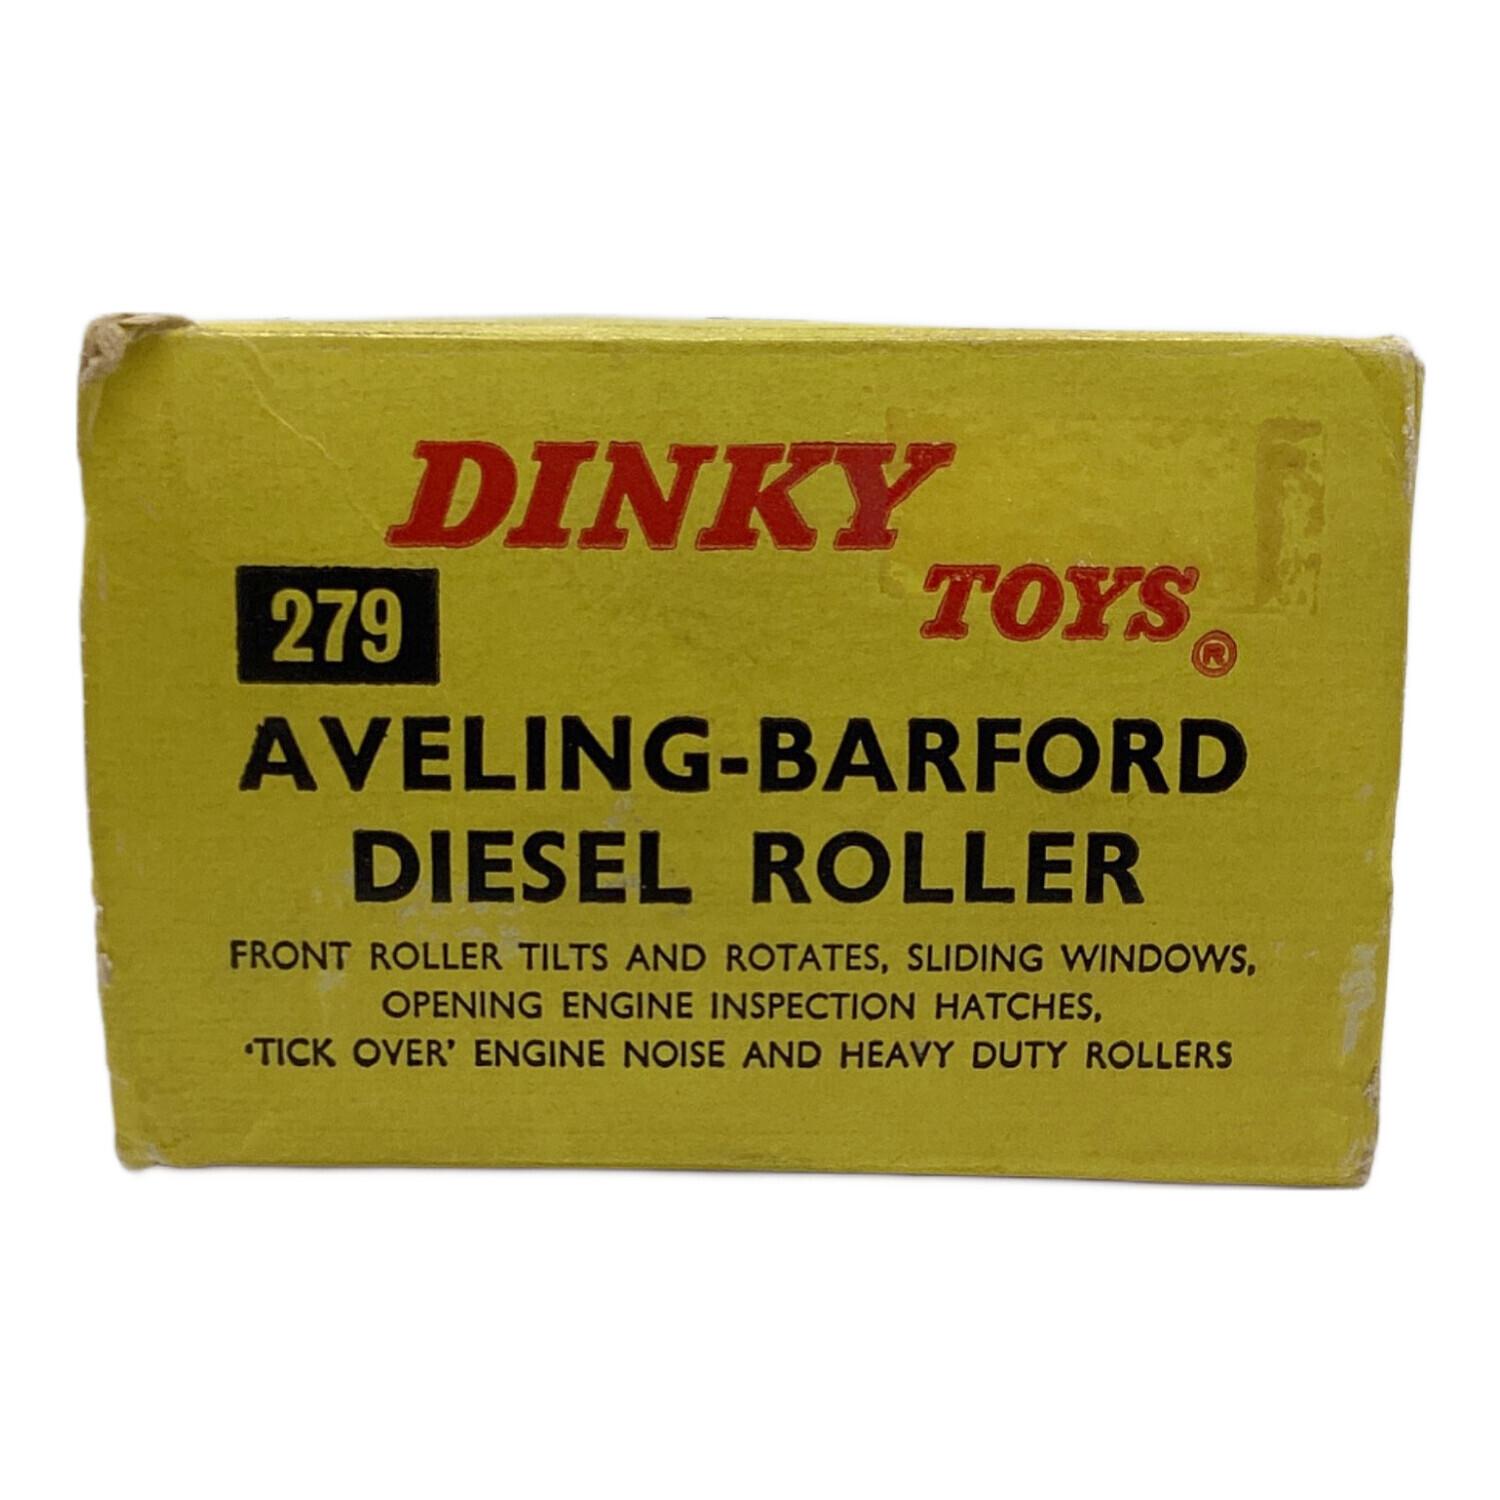 DINKY
TOYS®
279
AVELING-BARFORD
DIESEL ROLLER
FRONT ROLLER TILTS AND ROTATES, SLIDING WINDOWS,
OPENING ENGINE INSPECTION HATCHES,
‘TICK OVER’ ENGINE NOISE AND HEAVY DUTY ROLLERS